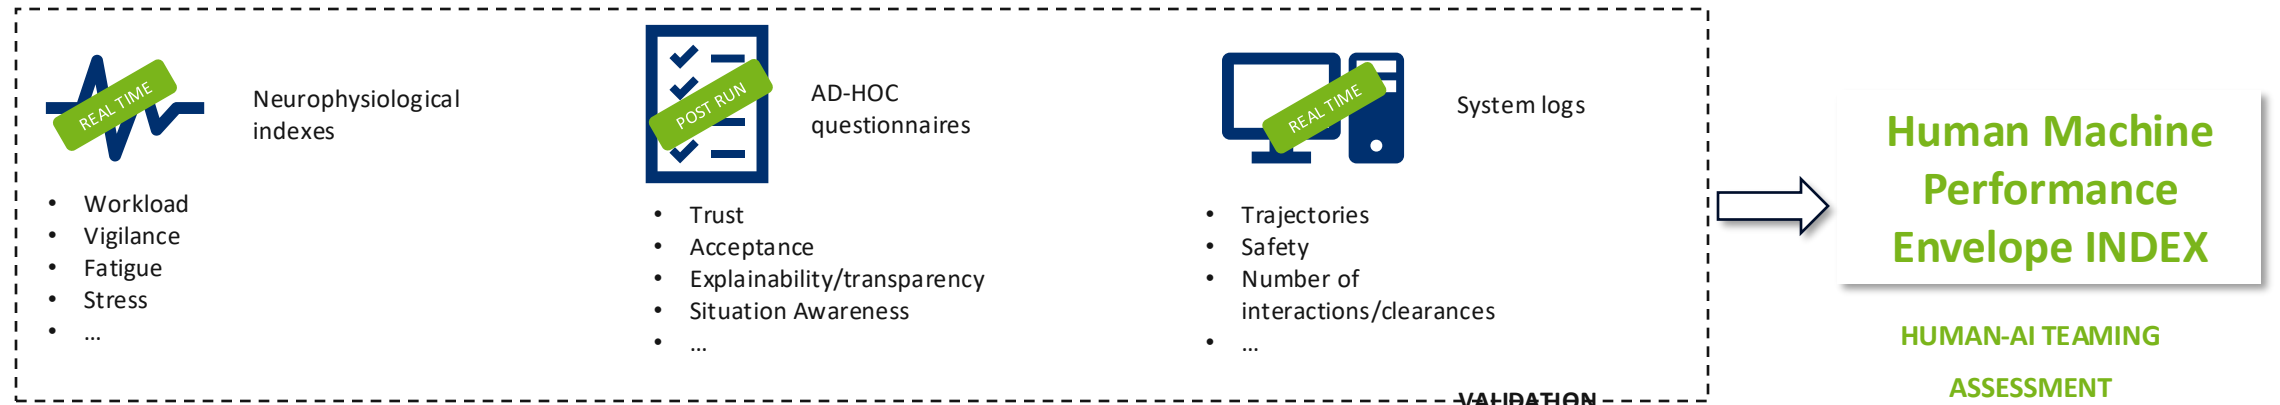 REAL TIME
Neurophysiological
indexes
• Workload
• Vigilance
• Fatigue
• Stress
• ...
POST RUN
AD-HOC
questionnaires
• Trust
• Acceptance
• Explainability/transparency
• Situation Awareness
• ...
REAL TIME
System logs
• Trajectories
• Safety
• Number of
interactions/clearances
• ...
VALIDATION
Human Machine
Performance
Envelope INDEX
HUMAN-AI TEAMING
ASSESSMENT